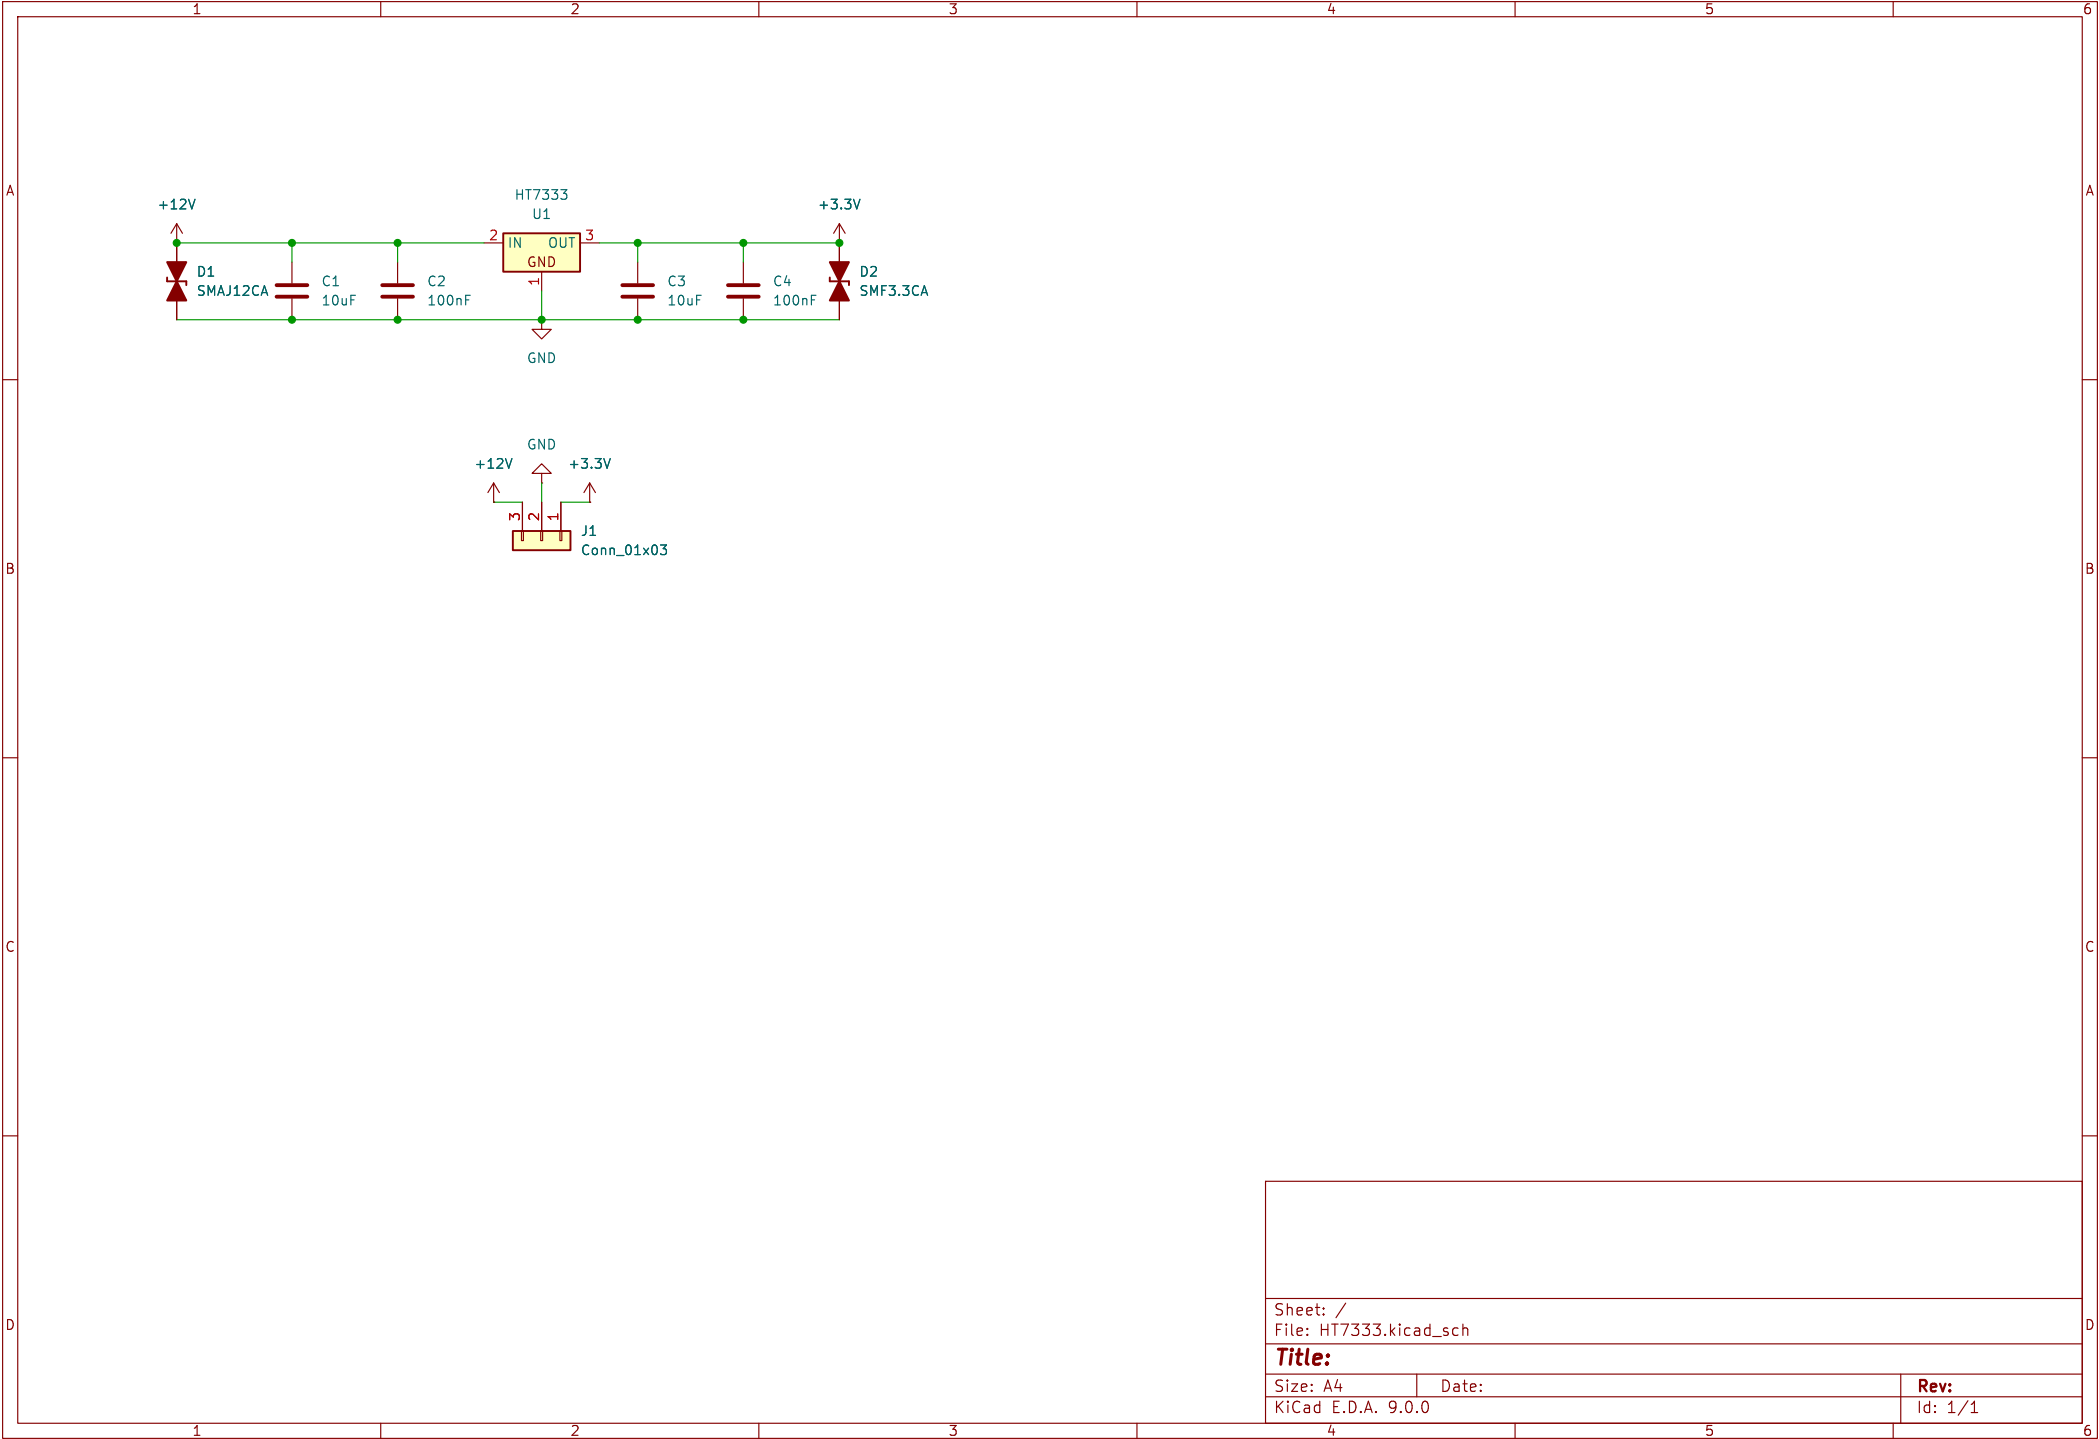 1 2 3 4 5 6
A A
HT7333
+12V +3.3V
U1
2 IN OUT 3
GND
1
D1
SMAJ12CA
C1
10uF
C2
100nF
C3
10uF
C4
100nF
D2
SMF3.3CA
GND
GND
+12V +3.3V
3 2 1
J1
Conn_01x03
B B
C C
D D
Sheet: /
File: HT7333.kicad_sch
Title:
Size: A4 Date: Rev:
KiCad E.D.A. 9.0.0 Id: 1/1
1 2 3 4 5 6